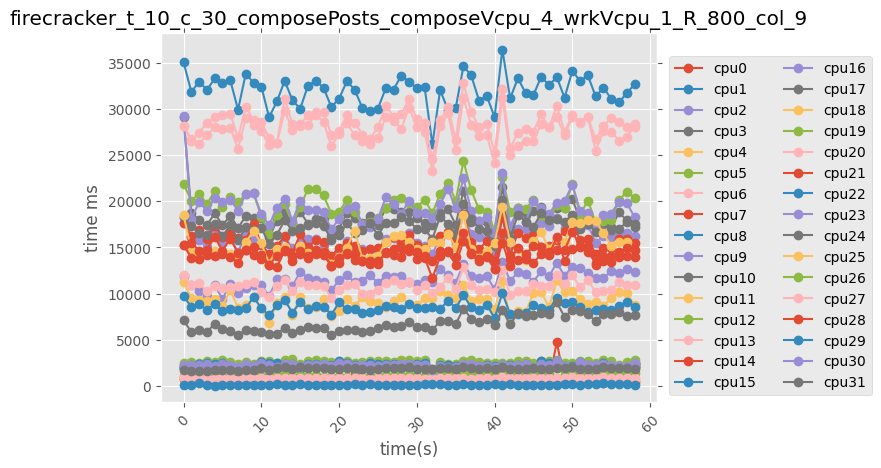 firecracker_t_10_c_30_composePosts_composeVcpu_4_wrkVcpu_1_R_800_col_9
time ms
35000
30000
25000
20000
15000
10000
5000
0
0
10
20
30
40
50
60
time(s)
cpu0
cpu1
cpu2
cpu3
cpu4
cpu5
cpu6
cpu7
cpu8
cpu9
cpu10
cpu11
cpu12
cpu13
cpu14
cpu15
cpu16
cpu17
cpu18
cpu19
cpu20
cpu21
cpu22
cpu23
cpu24
cpu25
cpu26
cpu27
cpu28
cpu29
cpu30
cpu31